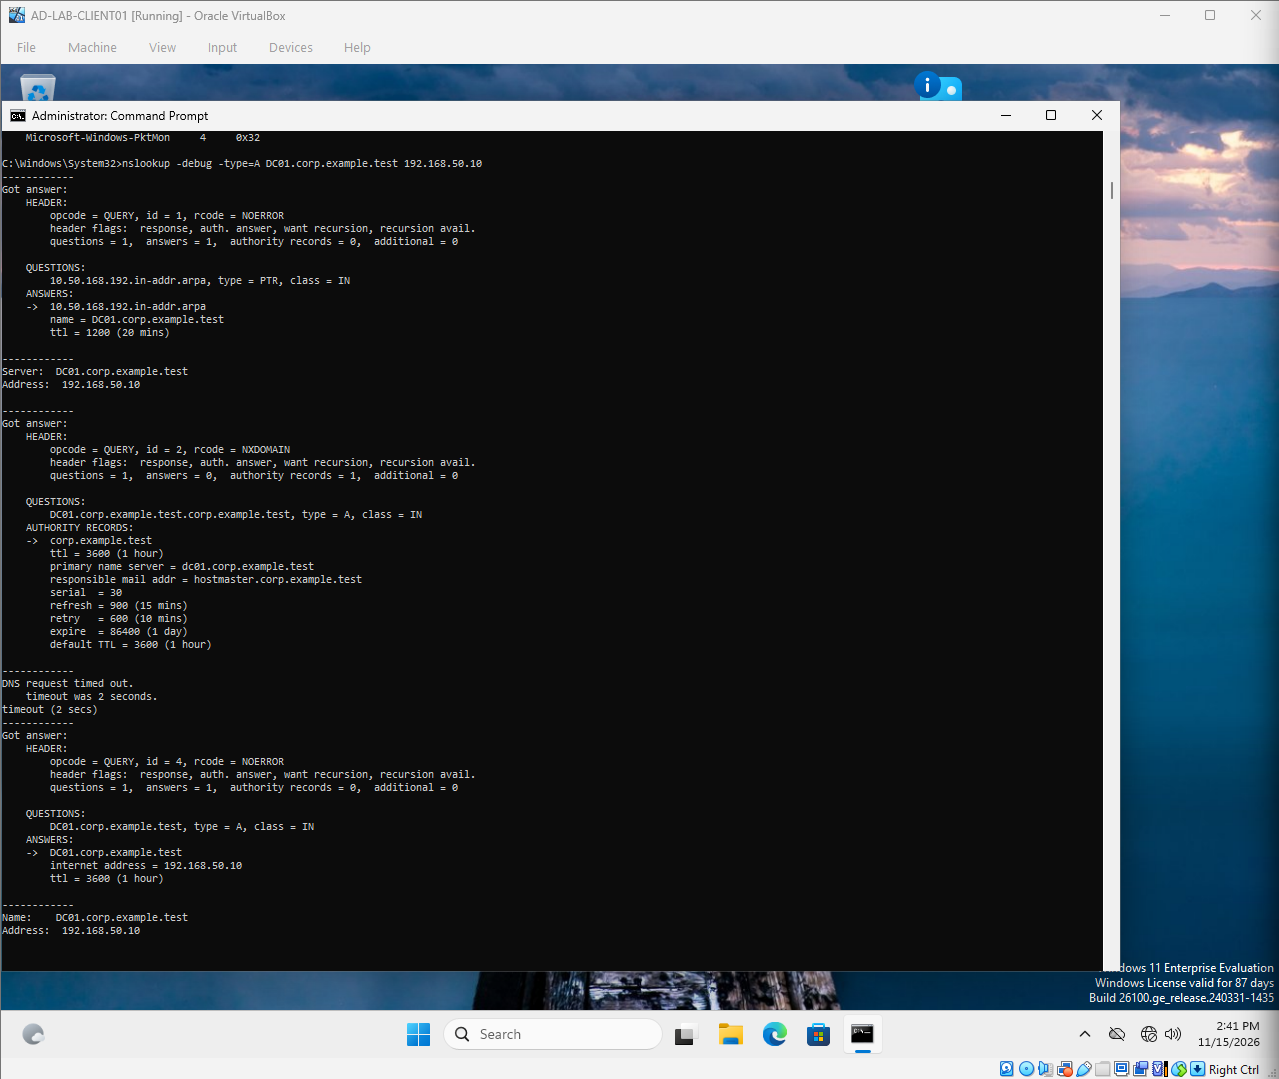 AD-LAB-CLIENT01 [Running] - Oracle VirtualBox
File Machine View Input Devices Help
Administrator: Command Prompt
Microsoft-Windows-PktMon 4 0x32
C:\Windows\System32>nslookup -debug -type=A DC01.corp.example.test 192.168.50.10
------------
Got answer:
HEADER:
opcode = QUERY, id = 1, rcode = NOERROR
header flags: response, auth. answer, want recursion, recursion avail.
questions = 1, answers = 1, authority records = 0, additional = 0
QUESTIONS:
10.50.168.192.in-addr.arpa, type = PTR, class = IN
ANSWERS:
-> 10.50.168.192.in-addr.arpa
name = DC01.corp.example.test
ttl = 1200 (20 mins)
------------
Server: DC01.corp.example.test
Address: 192.168.50.10
------------
Got answer:
HEADER:
opcode = QUERY, id = 2, rcode = NXDOMAIN
header flags: response, auth. answer, want recursion, recursion avail.
questions = 1, answers = 0, authority records = 1, additional = 0
QUESTIONS:
DC01.corp.example.test.corp.example.test, type = A, class = IN
AUTHORITY RECORDS:
-> corp.example.test
ttl = 3600 (1 hour)
primary name server = dc01.corp.example.test
responsible mail addr = hostmaster.corp.example.test
serial = 30
refresh = 900 (15 mins)
retry = 600 (10 mins)
expire = 86400 (1 day)
default TTL = 3600 (1 hour)
------------
DNS request timed out.
timeout was 2 seconds.
timeout (2 secs)
------------
Got answer:
HEADER:
opcode = QUERY, id = 4, rcode = NOERROR
header flags: response, auth. answer, want recursion, recursion avail.
questions = 1, answers = 1, authority records = 0, additional = 0
QUESTIONS:
DC01.corp.example.test, type = A, class = IN
ANSWERS:
-> DC01.corp.example.test
internet address = 192.168.50.10
ttl = 3600 (1 hour)
------------
Name: DC01.corp.example.test
Address: 192.168.50.10
dows 11 Enterprise Evaluation
Windows License valid for 87 days
Build 26100.ge_release.240331-1435
Search
2:41 PM
11/15/2026
Right Ctrl